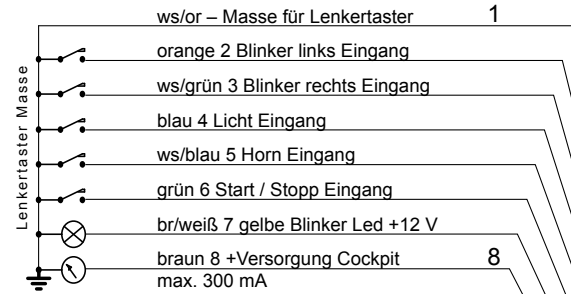 ws/or – Masse für Lenkertaster 1
orange 2 Blinker links Eingang
ws/grün 3 Blinker rechts Eingang
blau 4 Licht Eingang
ws/blau 5 Horn Eingang
grün 6 Start / Stopp Eingang
br/weiß 7 gelbe Blinker Led +12 V
braun 8 +Versorgung Cockpit 8
max. 300 mA
Lenkertaster Masse